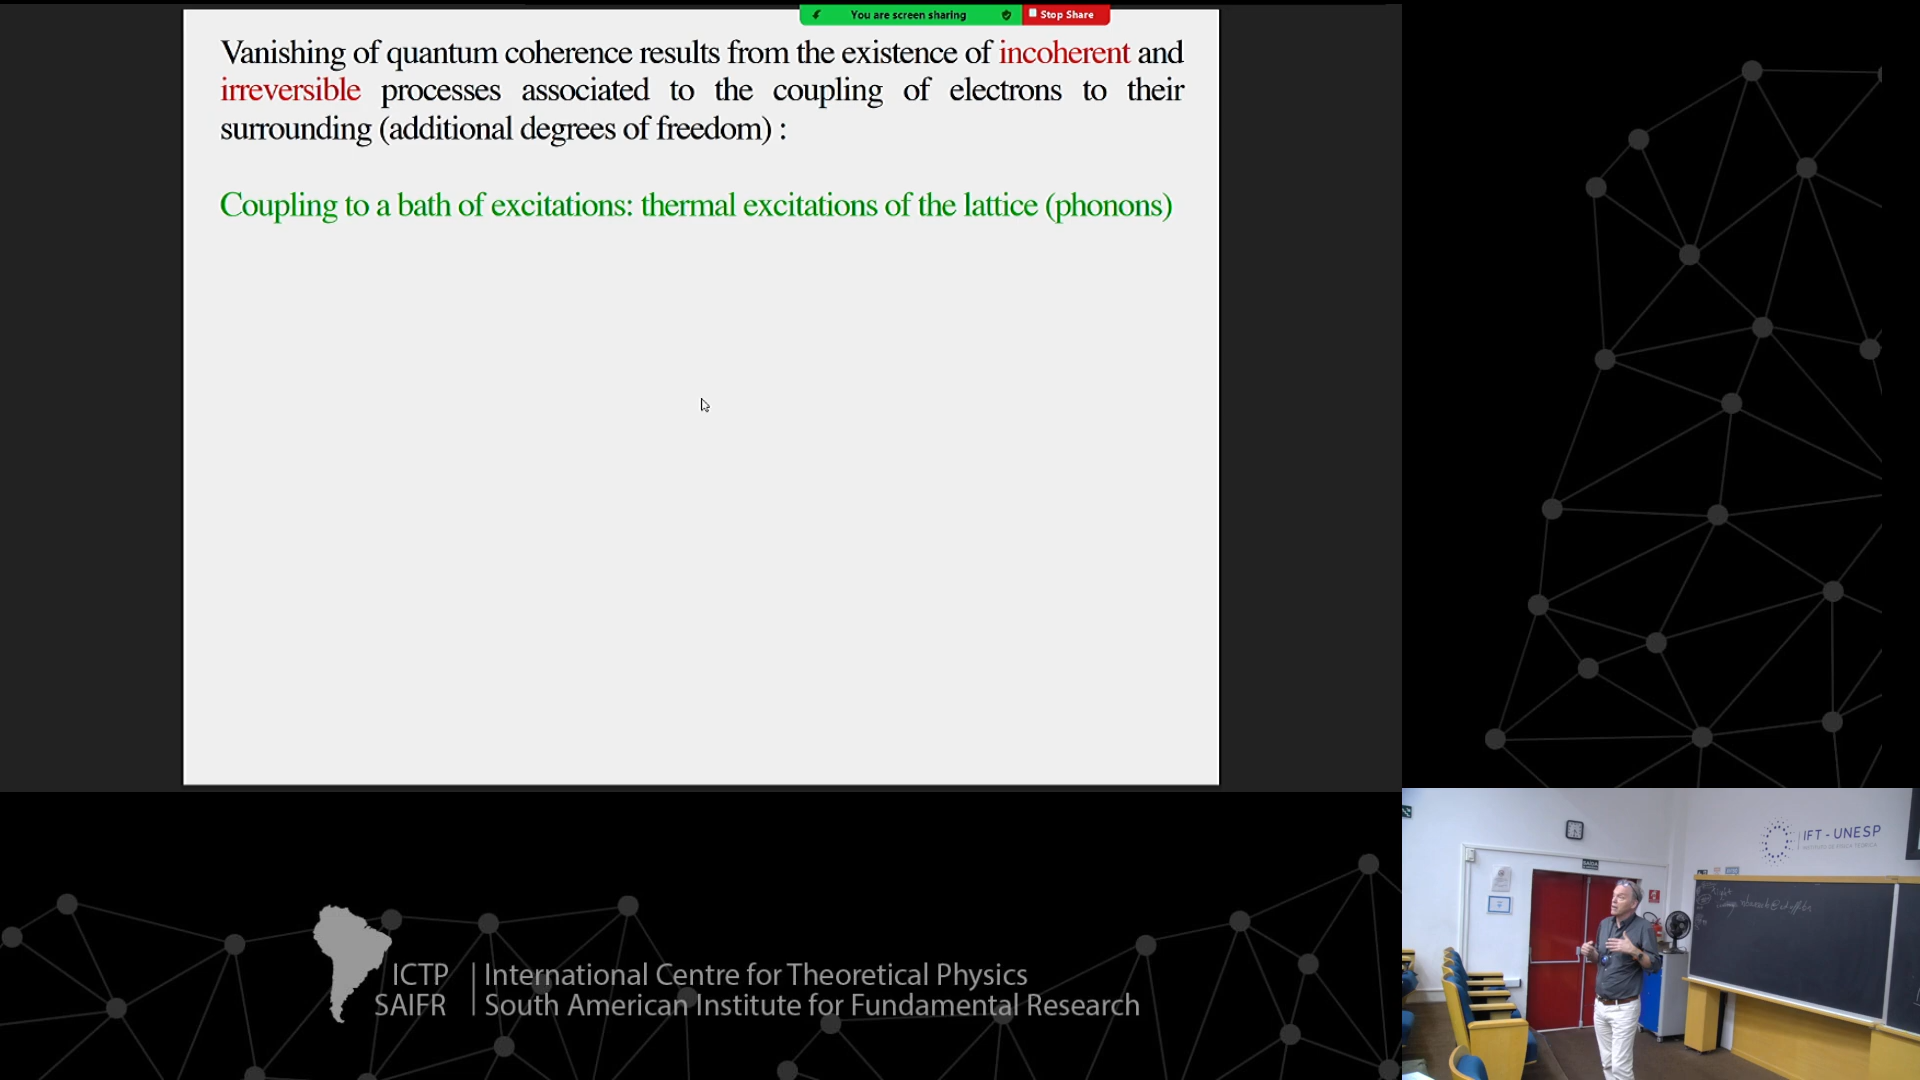 You are screen sharing
Stop Share
Vanishing of quantum coherence results from the existence of incoherent and
irreversible processes associated to the coupling of electrons to their
surrounding (additional degrees of freedom) :
Coupling to a bath of excitations: thermal excitations of the lattice (phonons)
IFT - UNESP
SAÍDA
ICTP
SAIFR
International Centre for Theoretical Physics
South American Institute for Fundamental Research